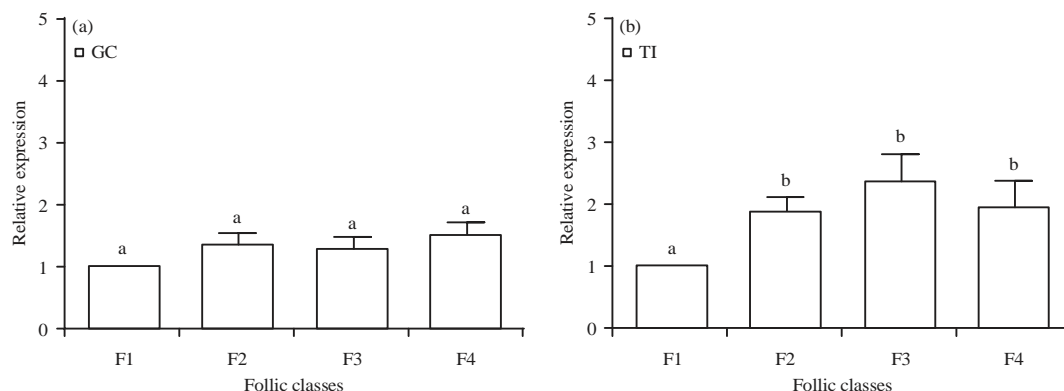 (a)
GC
Relative expression
5
4
3
2
1
0
a
a
a
a
F1 F2 F3 F4
Follic classes
(b)
TI
Relative expression
5
4
3
2
1
0
a
b
b
b
F1 F2 F3 F4
Follic classes